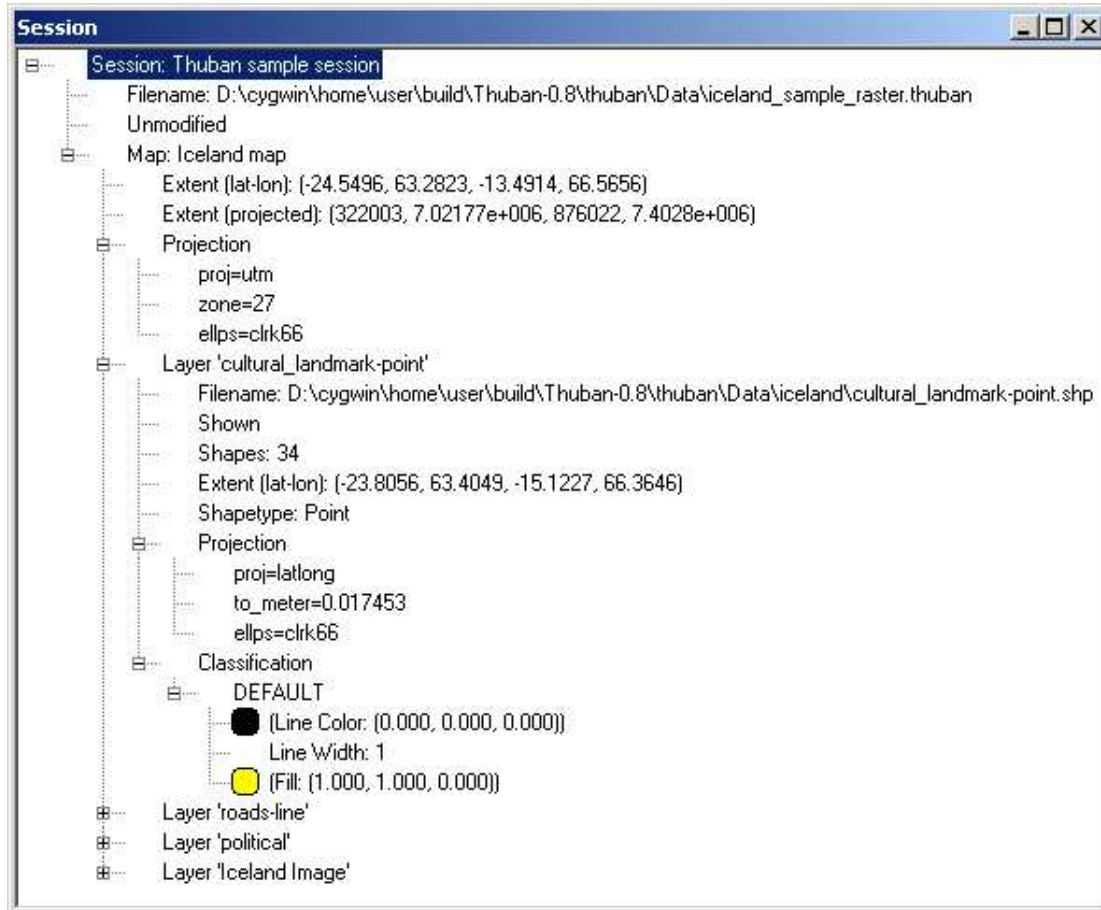 Session
Session: Thuban sample session
Filename: D:\cygwin\home\user\build\Thuban-0.8\thuban\Data\iceland_sample_raster.thuban
Unmodified
Map: Iceland map
Extent (lat-lon): (-24.5496, 63.2823, -13.4914, 66.5656)
Extent (projected): (322003, 7.02177e+006, 876022, 7.4028e+006)
Projection
proj=utm
zone=27
ellps=clrk66
Layer 'cultural_landmark-point'
Filename: D:\cygwin\home\user\build\Thuban-0.8\thuban\Data\iceland\cultural_landmark-point.shp
Shown
Shapes: 34
Extent (lat-lon): (-23.8056, 63.4049, -15.1227, 66.3646)
Shapetype: Point
Projection
proj=latlong
to_meter=0.017453
ellps=clrk66
Classification
DEFAULT
(Line Color: (0.000, 0.000, 0.000))
Line Width: 1
(Fill: (1.000, 1.000, 0.000))
Layer 'roads-line'
Layer 'political'
Layer 'Iceland Image'